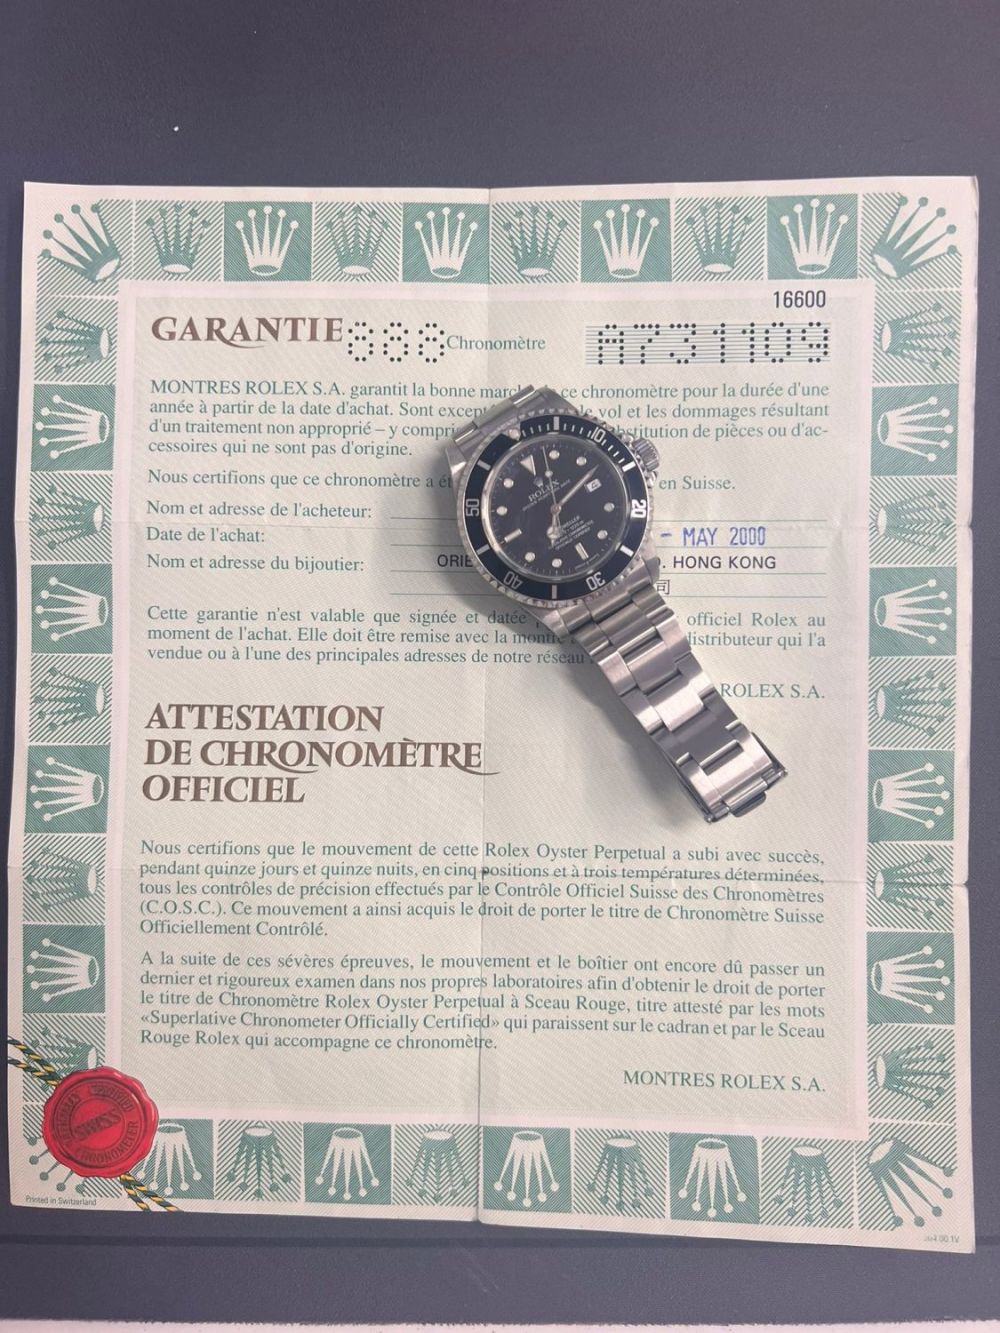 16600
GARANTIE 888 Chronomètre A731109
MONTRES ROLEX S.A. garantit la bonne marc ce chronomètre pour la durée d'une
année à partir de la date d'achat. Sont except le vol et les dommages résultant
d'un traitement non approprié – y compri bstitution de pièces ou d'ac-
cessoires qui ne sont pas d'origine.
Nous certifions que ce chronomètre a ét en Suisse.
Nom et adresse de l'acheteur:
Date de l'achat: - MAY 2000
Nom et adresse du bijoutier: ORIE . HONG KONG
司
Cette garantie n'est valable que signée et datée officiel Rolex au
moment de l'achat. Elle doit être remise avec la montre distributeur qui l'a
vendue ou à l'une des principales adresses de notre réseau
ROLEX S.A.
ATTESTATION
DE CHRONOMÈTRE
OFFICIEL
Nous certifions que le mouvement de cette Rolex Oyster Perpetual a subi avec succès,
pendant quinze jours et quinze nuits, en cinq positions et à trois températures déterminées,
tous les contrôles de précision effectués par le Contrôle Officiel Suisse des Chronomètres
(C.O.S.C.). Ce mouvement a ainsi acquis le droit de porter le titre de Chronomètre Suisse
Officiellement Contrôlé.
A la suite de ces sévères épreuves, le mouvement et le boîtier ont encore dû passer un
dernier et rigoureux examen dans nos propres laboratoires afin d'obtenir le droit de porter
le titre de Chronomètre Rolex Oyster Perpetual à Sceau Rouge, titre attesté par les mots
«Superlative Chronometer Officially Certified» qui paraissent sur le cadran et par le Sceau
Rouge Rolex qui accompagne ce chronomètre.
MONTRES ROLEX S.A.
10
20
30
40
50
ROLEX
SWISS
CHRONOMETER
Printed in Switzerland